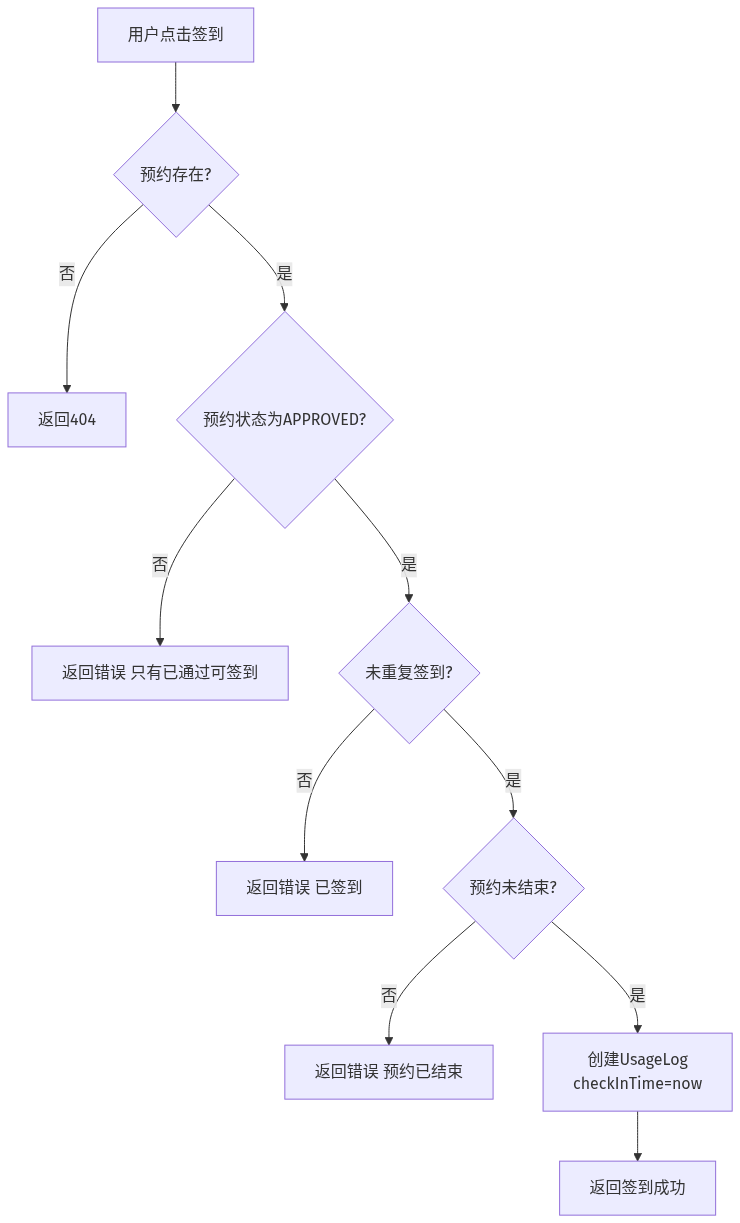 用户点击签到
预约存在?
否
是
返回404
预约状态为APPROVED?
否
是
返回错误 只有已通过可签到
未重复签到?
否
是
返回错误 已签到
预约未结束?
否
是
返回错误 预约已结束
创建UsageLog
checkInTime=now
返回签到成功